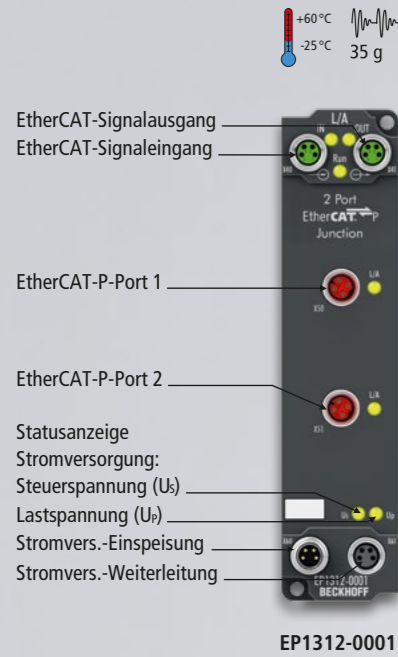 +60 °C
-25 °C
35 g
EtherCAT-Signalausgang
EtherCAT-Signaleingang
L/A
IN OUT
Run
2 Port
EtherCAT P
Junction
EtherCAT-P-Port 1
L/A
X50
EtherCAT-P-Port 2
L/A
X51
Statusanzeige
Stromversorgung:
Steuerspannung (Us)
Lastspannung (UP)
Us Up
Stromvers.-Einspeisung
Stromvers.-Weiterleitung
EP1312-0001
BECKHOFF
EP1312-0001